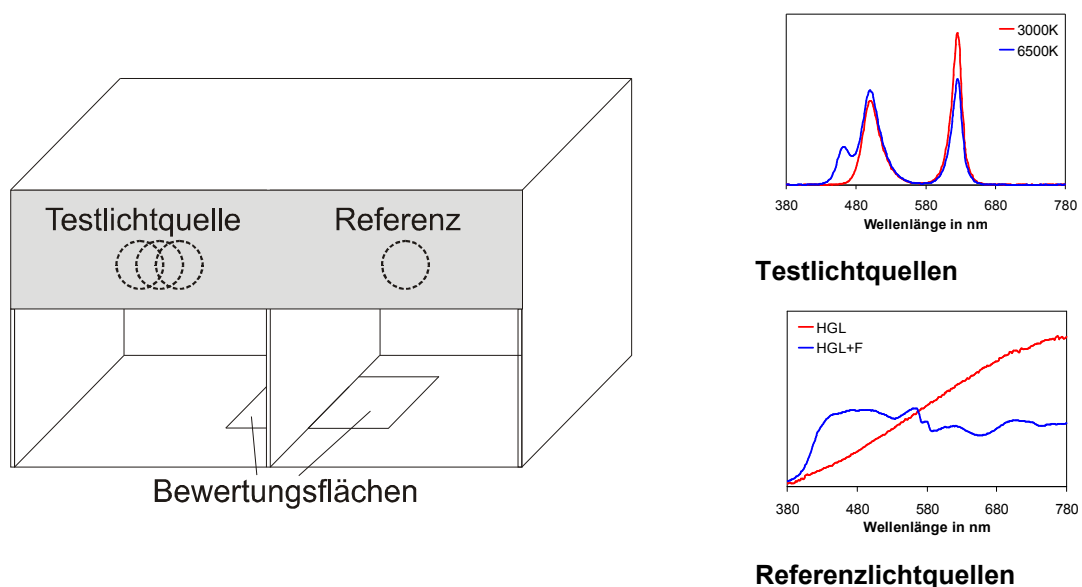 Testlichtquelle Referenz
Bewertungsflächen
3000K
6500K
380 480 580 680 780
Wellenlänge in nm
Testlichtquellen
HGL
HGL+F
380 480 580 680 780
Wellenlänge in nm
Referenzlichtquellen